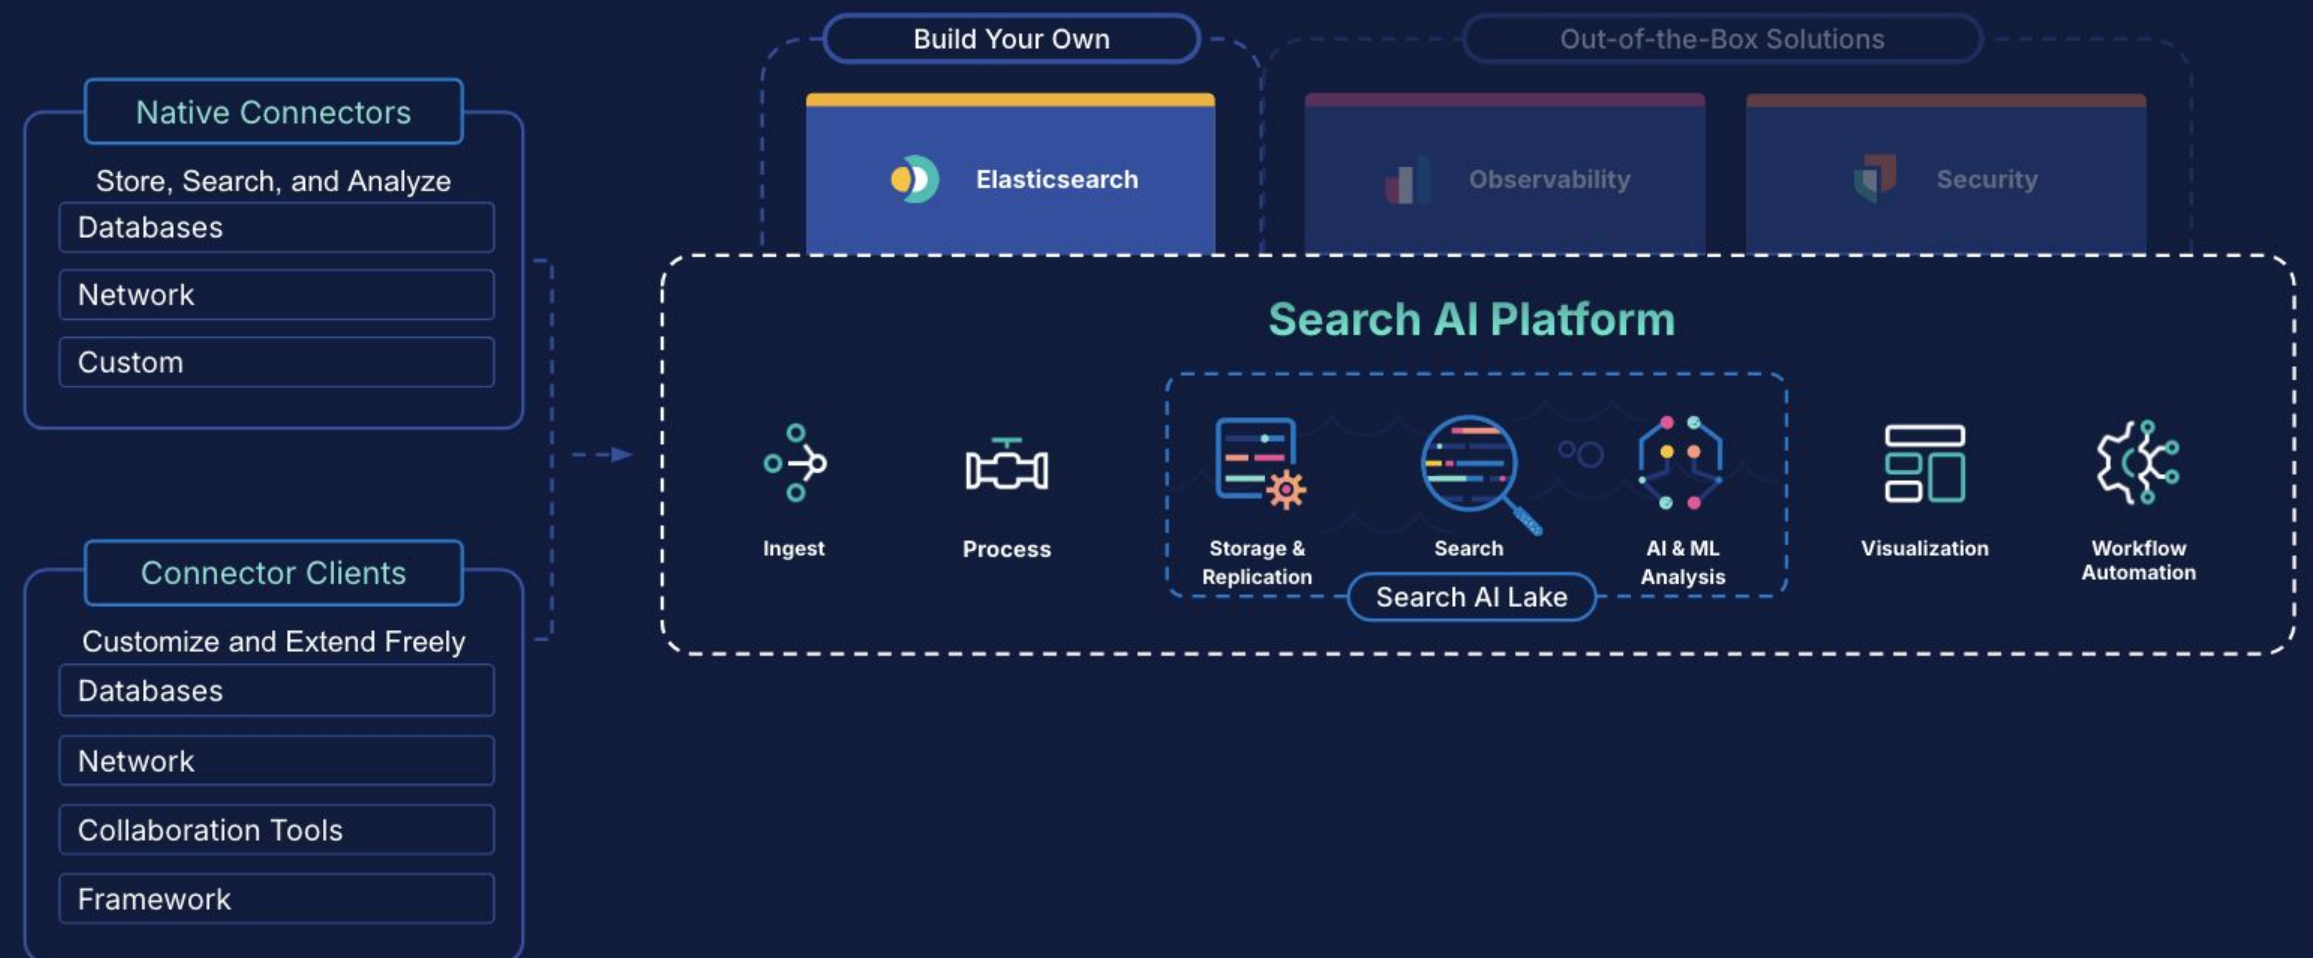 Build Your Own
Out-of-the-Box Solutions
Native Connectors
Store, Search, and Analyze
Databases
Network
Custom
Elasticsearch
Observability
Security
Search AI Platform
Ingest
Process
Storage &
Replication
Search
AI & ML
Analysis
Search AI Lake
Visualization
Workflow
Automation
Connector Clients
Customize and Extend Freely
Databases
Network
Collaboration Tools
Framework